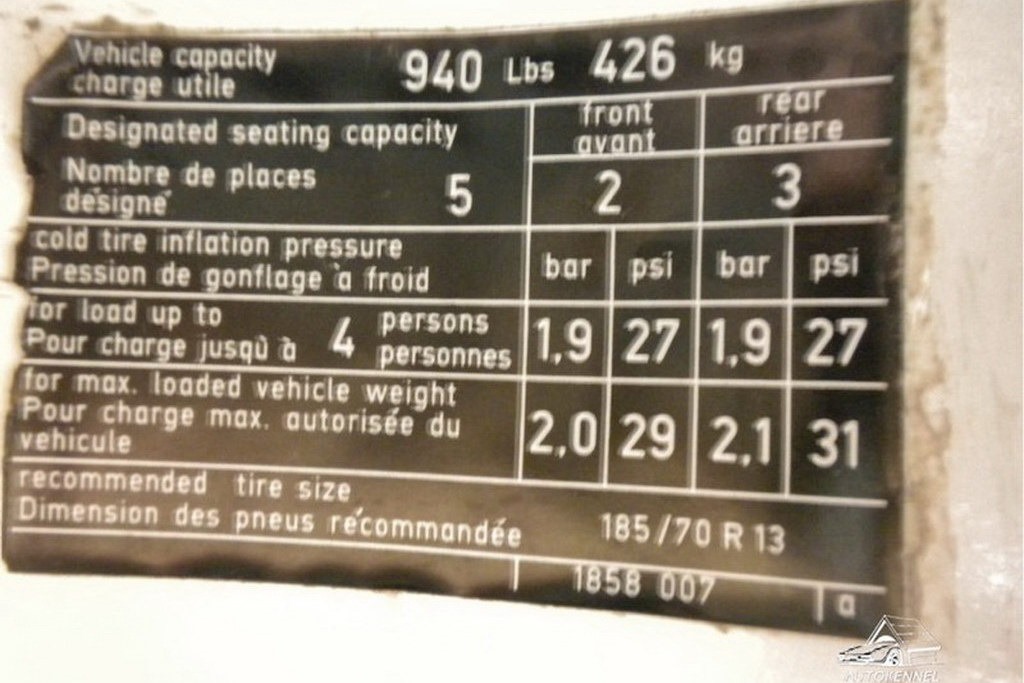 Vehicle capacity
charge utile 940 Lbs 426 kg
Designated seating capacity front rear
avant arriere
Nombre de places
désigné 5 2 3
cold tire inflation pressure
Pression de gonflage à froid bar psi bar psi
for load up to 4 persons
Pour charge jusqù à personnes 1,9 27 1,9 27
for max. loaded vehicle weight
Pour charge max. autorisée du
vehicule 2,0 29 2,1 31
recommended tire size
Dimension des pneus récommandée 185/70 R 13
1858 007 a
AUTOKENNEL